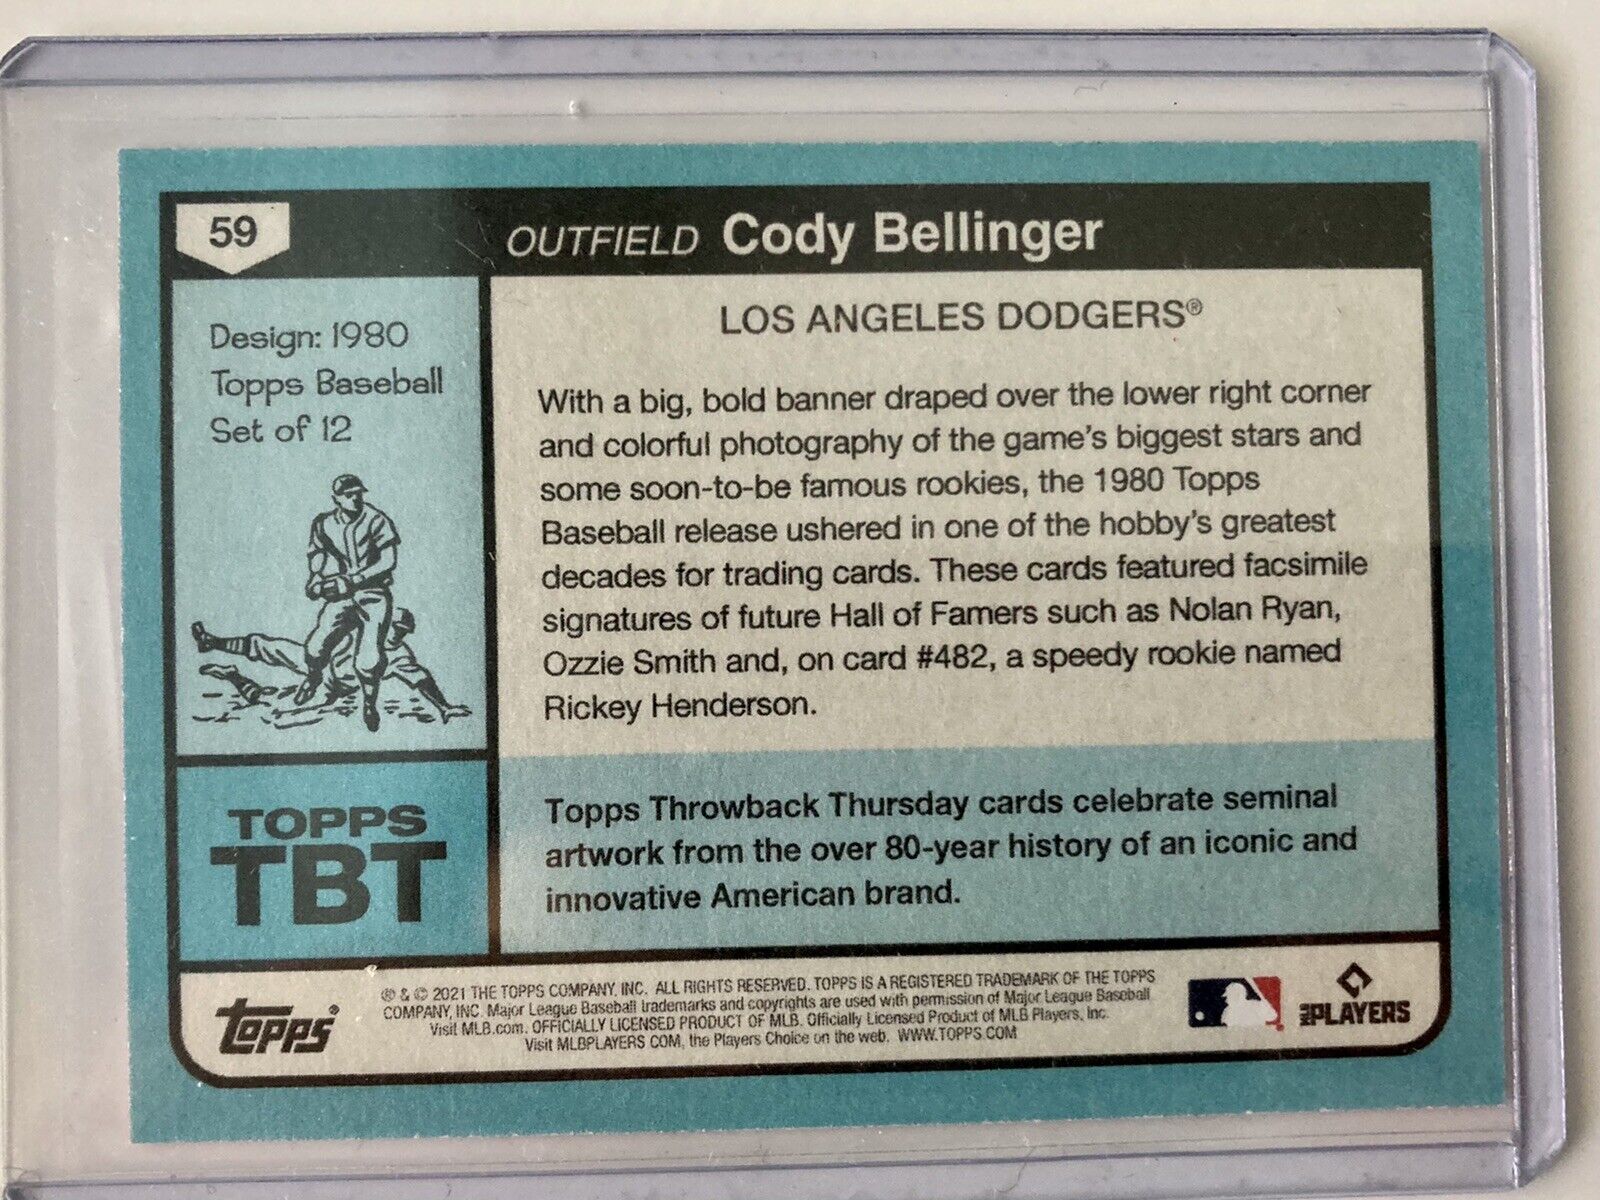 59
OUTFIELD Cody Bellinger
Design: 1980
Topps Baseball
Set of 12
LOS ANGELES DODGERS®
With a big, bold banner draped over the lower right corner
and colorful photography of the game's biggest stars and
some soon-to-be famous rookies, the 1980 Topps
Baseball release ushered in one of the hobby's greatest
decades for trading cards. These cards featured facsimile
signatures of future Hall of Famers such as Nolan Ryan,
Ozzie Smith and, on card #482, a speedy rookie named
Rickey Henderson.
TOPPS
TBT
Topps Throwback Thursday cards celebrate seminal
artwork from the over 80-year history of an iconic and
innovative American brand.
topps®
® & © 2021 THE TOPPS COMPANY, INC. ALL RIGHTS RESERVED. TOPPS IS A REGISTERED TRADEMARK OF THE TOPPS
COMPANY, INC. Major League Baseball trademarks and copyrights are used with permission of Major League Baseball
Visit MLB.com. OFFICIALLY LICENSED PRODUCT OF MLB. Officially Licensed Product of MLB Players, Inc.
Visit MLBPLAYERS COM, the Players Choice on the web. WWW.TOPPS.COM
MLB PLAYERS